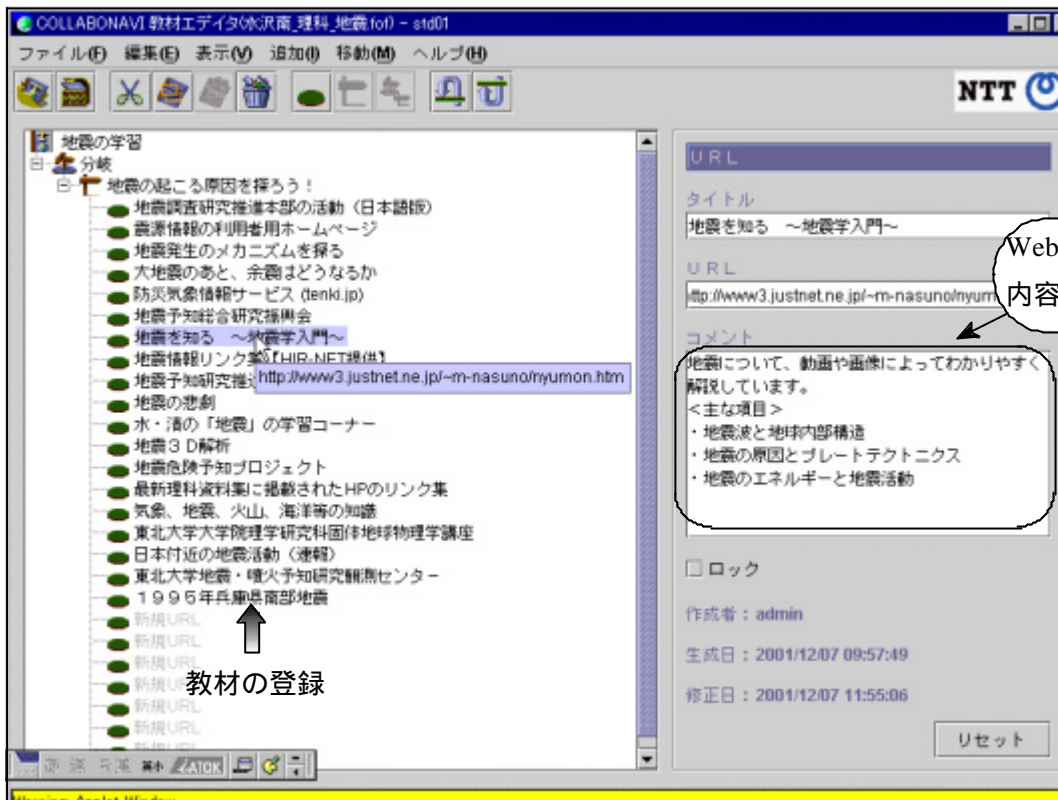 COLLABONAVI 教材エディタ(水沢南_理科_地震.fof) - std01
ファイル(F) 編集(E) 表示(V) 追加(I) 移動(M) ヘルプ(H)
NTT
地震の学習
分岐
地震の起こる原因を探ろう！
地震調査研究推進本部の活動（日本語版）
震源情報の利用者用ホームページ
地震発生のメカニズムを探る
大地震のあと、余震はどうなるか
防災気象情報サービス (tenki.jp)
地震予知総合研究振興会
地震を知る　～地震学入門～
地震情報リンク集【HIR-NET提供】
地震予知研究推
http://www3.justnet.ne.jp/~m-nasuno/nyumon.htm
地震の悲劇
水・渚の「地震」の学習コーナー
地震３Ｄ解析
地震危険予知プロジェクト
最新理科資料集に掲載されたHPのリンク集
気象、地震、火山、海洋等の知識
東北大学大学院理学研究科固体地球物理学講座
日本付近の地震活動（速報）
東北大学地震・噴火予知研究観測センター
１９９５年兵庫県南部地震
新規URL
新規URL
新規URL
新規URL
新規URL
新規URL
新規URL
教材の登録
ＵＲＬ
タイトル
地震を知る　～地震学入門～
ＵＲＬ
http://www3.justnet.ne.jp/~m-nasuno/nyum
Web
内容
コメント
地震について、動画や画像によってわかりやすく
解説しています。
＜主な項目＞
・地震波と地球内部構造
・地震の原因とプレートテクトニクス
・地震のエネルギーと地震活動
ロック
作成者：admin
生成日：2001/12/07 09:57:49
修正日：2001/12/07 11:55:06
リセット
あ 連 R漢 英小 ATOK
Warning: Applet Window